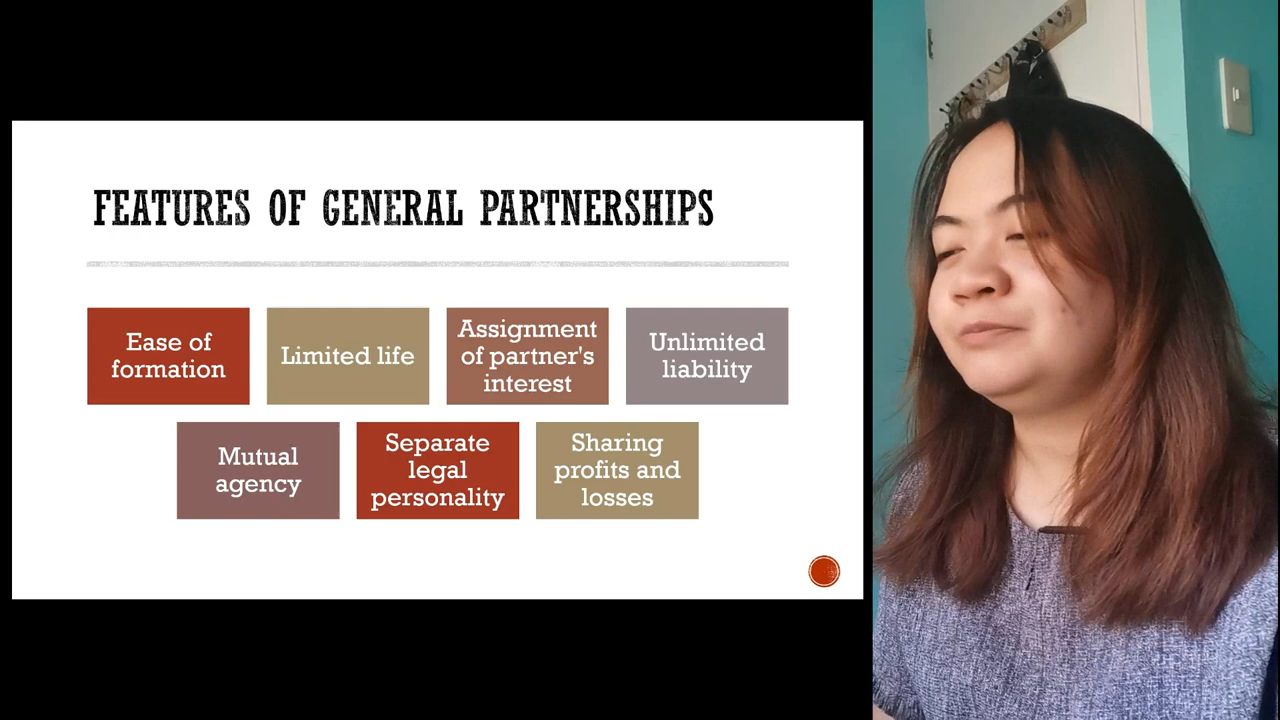 FEATURES OF GENERAL PARTNERSHIPS
Ease of
formation
Limited life
Assignment
of partner's
interest
Unlimited
liability
Mutual
agency
Separate
legal
personality
Sharing
profits and
losses